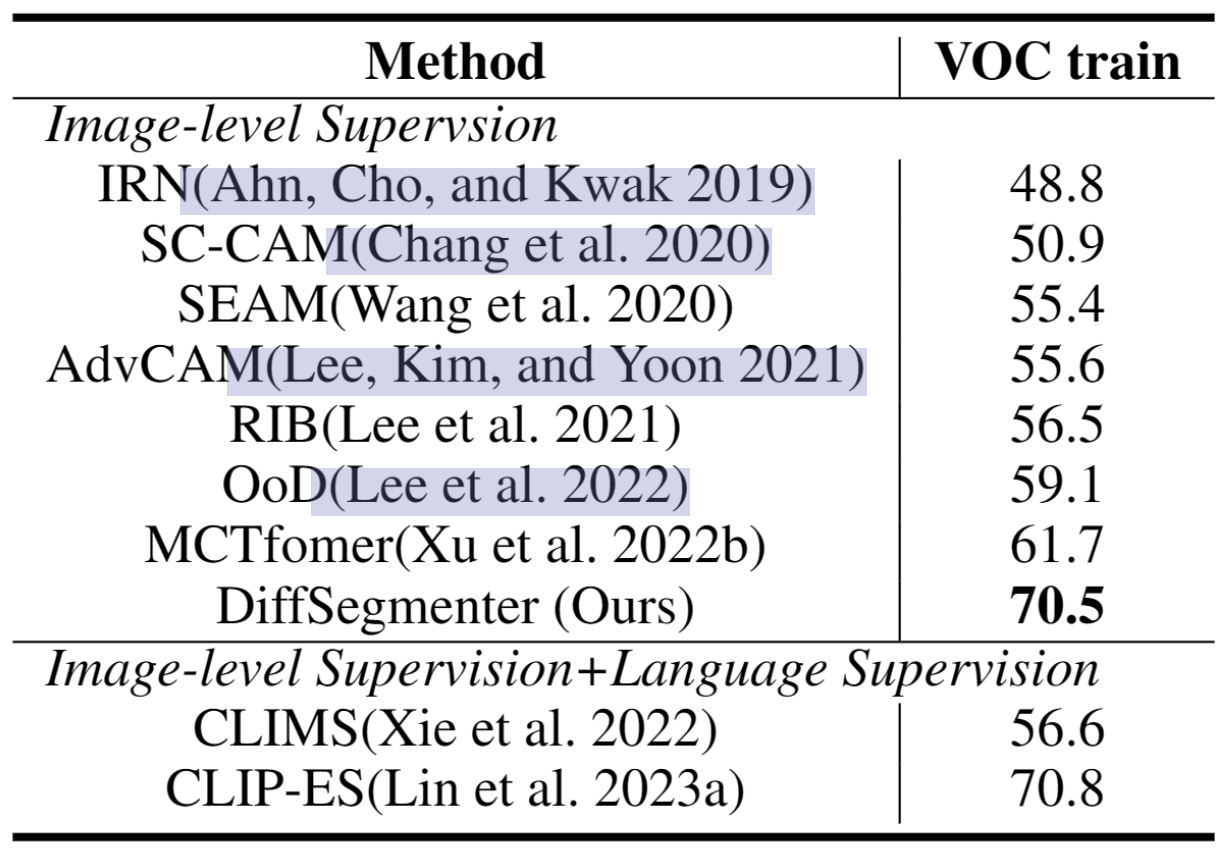 Method VOC train
Image-level Supervsion
IRN(Ahn, Cho, and Kwak 2019) 48.8
SC-CAM(Chang et al. 2020) 50.9
SEAM(Wang et al. 2020) 55.4
AdvCAM(Lee, Kim, and Yoon 2021) 55.6
RIB(Lee et al. 2021) 56.5
OoD(Lee et al. 2022) 59.1
MCTfomer(Xu et al. 2022b) 61.7
DiffSegmenter (Ours) 70.5
Image-level Supervision+Language Supervision
CLIMS(Xie et al. 2022) 56.6
CLIP-ES(Lin et al. 2023a) 70.8